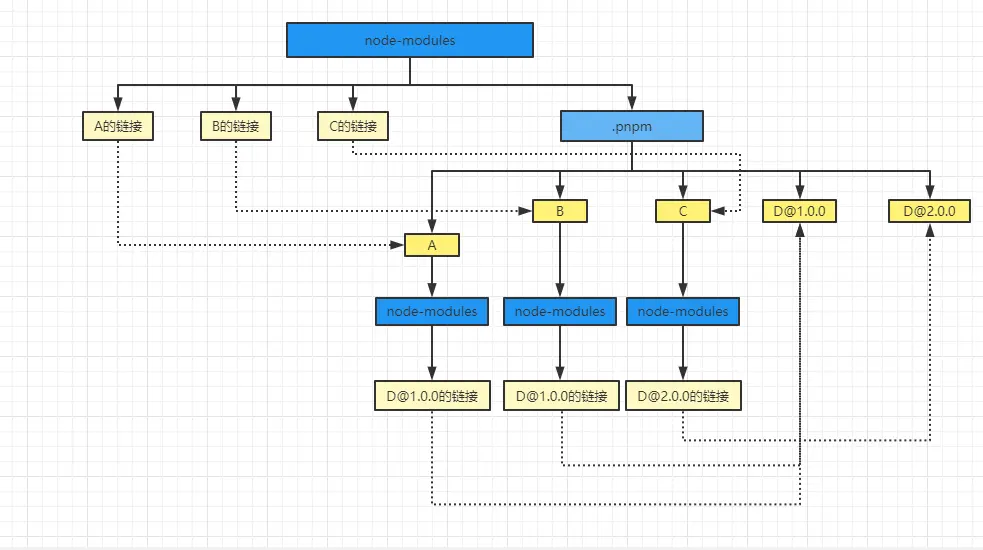 node-modules
A的链接
B的链接
C的链接
.pnpm
B
C
D@1.0.0
D@2.0.0
A
node-modules
node-modules
node-modules
D@1.0.0的链接
D@1.0.0的链接
D@2.0.0的链接